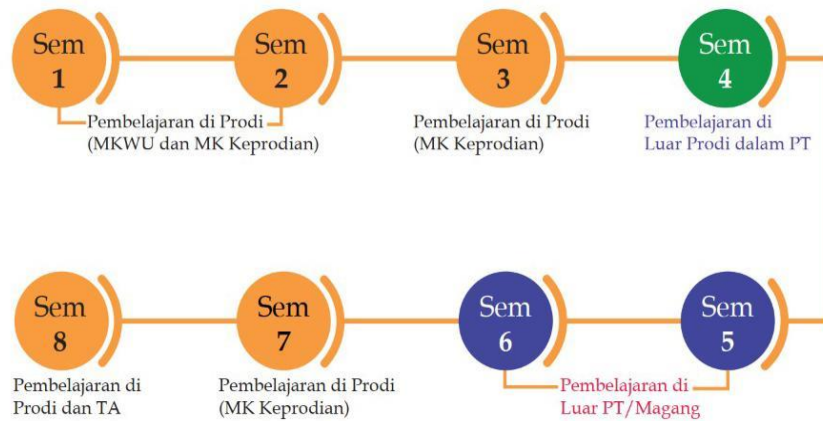 Sem
1
Sem
2
Sem
3
Sem
4
Pembelajaran di Prodi
(MKWU dan MK Keprodian)
Pembelajaran di Prodi
(MK Keprodian)
Pembelajaran di
Luar Prodi dalam PT
Sem
8
Sem
7
Sem
6
Sem
5
Pembelajaran di
Prodi dan TA
Pembelajaran di Prodi
(MK Keprodian)
Pembelajaran di
Luar PT/Magang